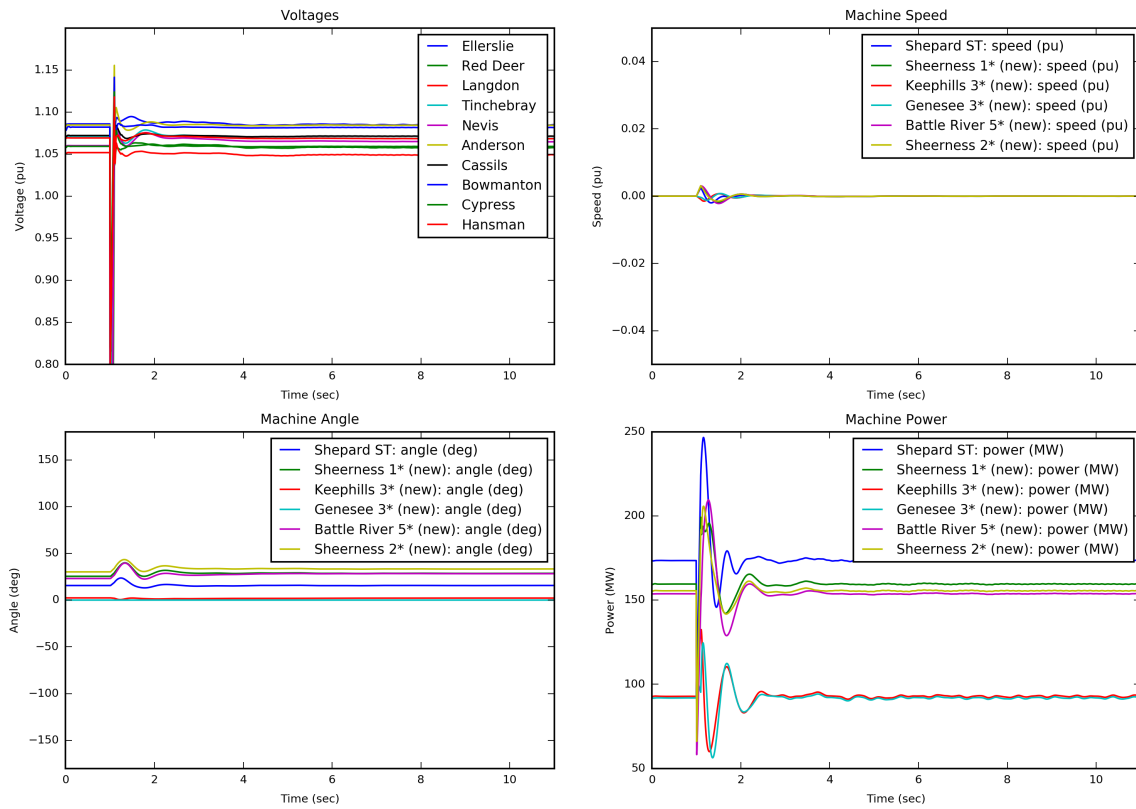 Voltages
1.15
1.10
1.05
1.00
0.95
0.90
0.85
0.80
Voltage (pu)
0 2 4 6 8 10
Time (sec)
Ellerslie
Red Deer
Langdon
Tinchebray
Nevis
Anderson
Cassils
Bowmanton
Cypress
Hansman
Machine Speed
0.04
0.02
0.00
−0.02
−0.04
Speed (pu)
0 2 4 6 8 10
Time (sec)
Shepard ST: speed (pu)
Sheerness 1* (new): speed (pu)
Keephills 3* (new): speed (pu)
Genesee 3* (new): speed (pu)
Battle River 5* (new): speed (pu)
Sheerness 2* (new): speed (pu)
Machine Angle
150
100
50
0
−50
−100
−150
Angle (deg)
0 2 4 6 8 10
Time (sec)
Shepard ST: angle (deg)
Sheerness 1* (new): angle (deg)
Keephills 3* (new): angle (deg)
Genesee 3* (new): angle (deg)
Battle River 5* (new): angle (deg)
Sheerness 2* (new): angle (deg)
Machine Power
250
200
150
100
50
Power (MW)
0 2 4 6 8 10
Time (sec)
Shepard ST: power (MW)
Sheerness 1* (new): power (MW)
Keephills 3* (new): power (MW)
Genesee 3* (new): power (MW)
Battle River 5* (new): power (MW)
Sheerness 2* (new): power (MW)